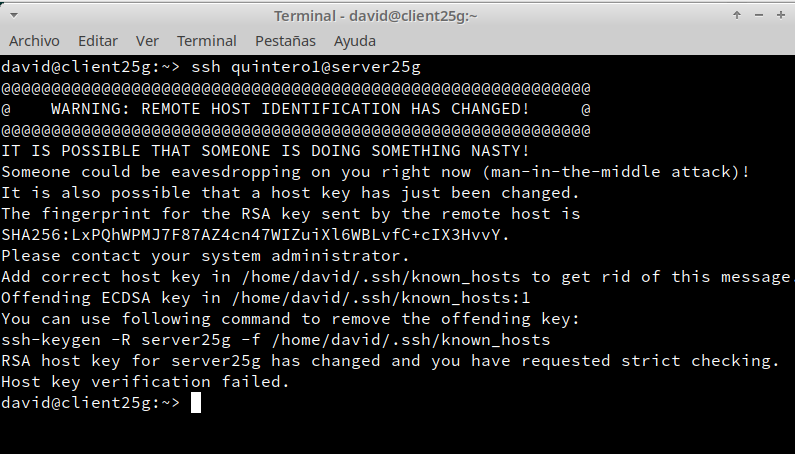 Terminal - david@client25g:~
Archivo Editar Ver Terminal Pestañas Ayuda
david@client25g:~> ssh quintero1@server25g
@@@@@@@@@@@@@@@@@@@@@@@@@@@@@@@@@@@@@@@@@@@@@@@@@@@@@@@@@@@
@    WARNING: REMOTE HOST IDENTIFICATION HAS CHANGED!     @
@@@@@@@@@@@@@@@@@@@@@@@@@@@@@@@@@@@@@@@@@@@@@@@@@@@@@@@@@@@
IT IS POSSIBLE THAT SOMEONE IS DOING SOMETHING NASTY!
Someone could be eavesdropping on you right now (man-in-the-middle attack)!
It is also possible that a host key has just been changed.
The fingerprint for the RSA key sent by the remote host is
SHA256:LxPQhWPMJ7F87AZ4cn47WIZuiXl6WBLvfC+cIX3HvvY.
Please contact your system administrator.
Add correct host key in /home/david/.ssh/known_hosts to get rid of this message.
Offending ECDSA key in /home/david/.ssh/known_hosts:1
You can use following command to remove the offending key:
ssh-keygen -R server25g -f /home/david/.ssh/known_hosts
RSA host key for server25g has changed and you have requested strict checking.
Host key verification failed.
david@client25g:~>